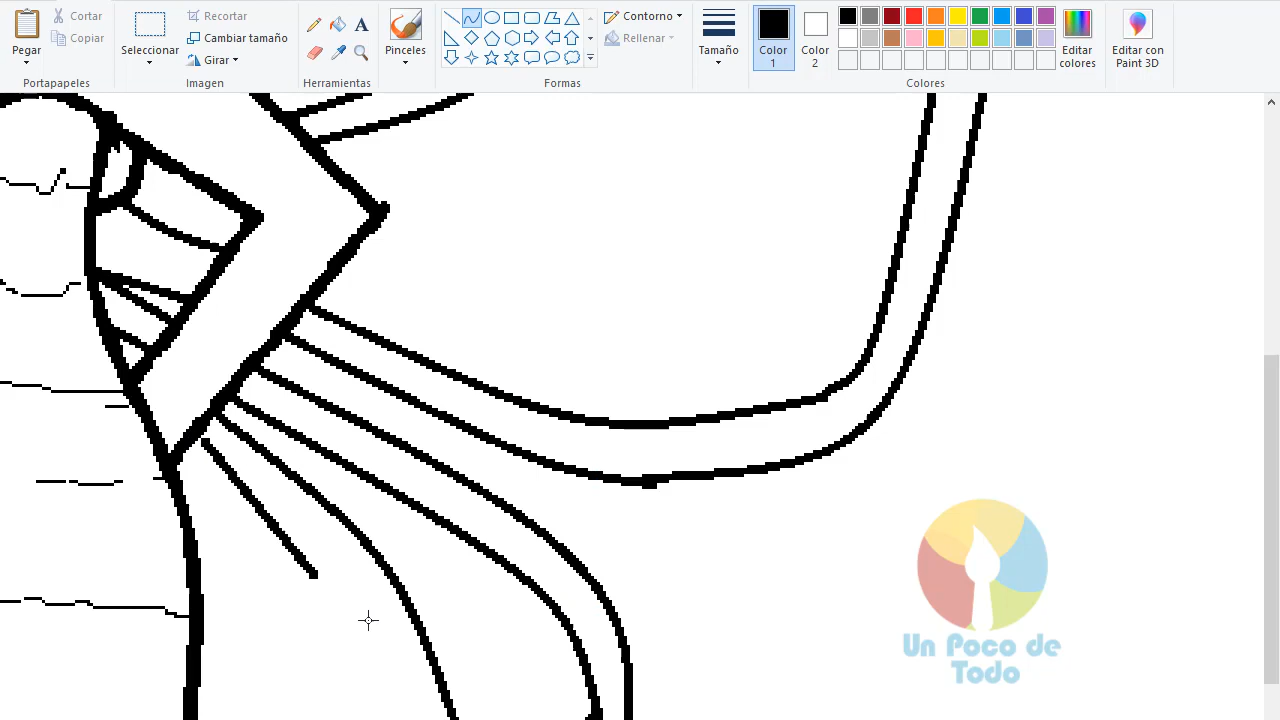 Pegar
Cortar
Copiar
Portapapeles
Seleccionar
Recortar
Cambiar tamaño
Girar
Imagen
A
Herramientas
Pinceles
Contorno
Rellenar
Formas
Tamaño
Color
1
Color
2
Editar
colores
Colores
Editar con
Paint 3D
Un Poco de
Todo